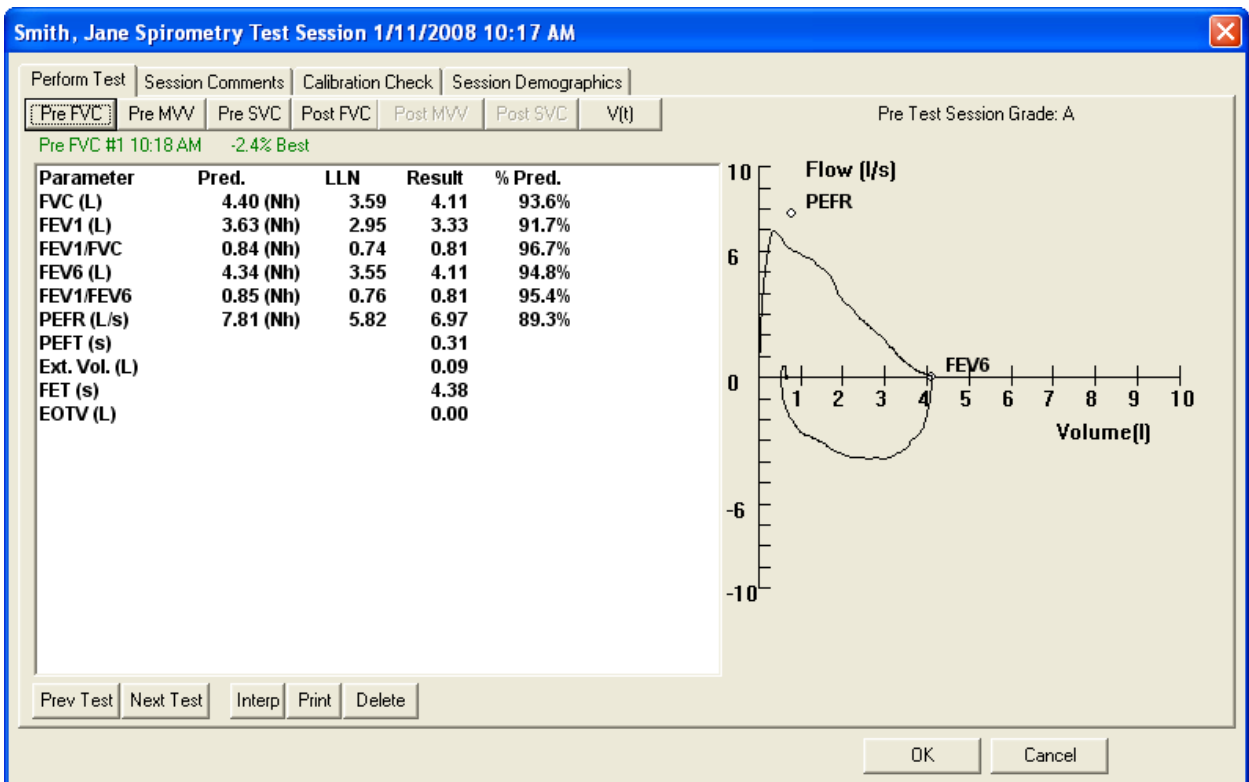 Smith, Jane Spirometry Test Session 1/11/2008 10:17 AM
Perform Test Session Comments Calibration Check Session Demographics
Pre FVC Pre MVV Pre SVC Post FVC Post MVV Post SVC V(t) Pre Test Session Grade: A
Pre FVC #1 10:18 AM -2.4% Best
Parameter Pred. LLN Result % Pred.
FVC (L) 4.40 (Nh) 3.59 4.11 93.6%
FEV1 (L) 3.63 (Nh) 2.95 3.33 91.7%
FEV1/FVC 0.84 (Nh) 0.74 0.81 96.7%
FEV6 (L) 4.34 (Nh) 3.55 4.11 94.8%
FEV1/FEV6 0.85 (Nh) 0.76 0.81 95.4%
PEFR (L/s) 7.81 (Nh) 5.82 6.97 89.3%
PEFT (s) 0.31
Ext. Vol. (L) 0.09
FET (s) 4.38
EOTV (L) 0.00
10 Flow (l/s)
PEFR
6
FEV6
0
1 2 3 4 5 6 7 8 9 10
Volume(l)
-6
-10
Prev Test Next Test Interp Print Delete
OK Cancel